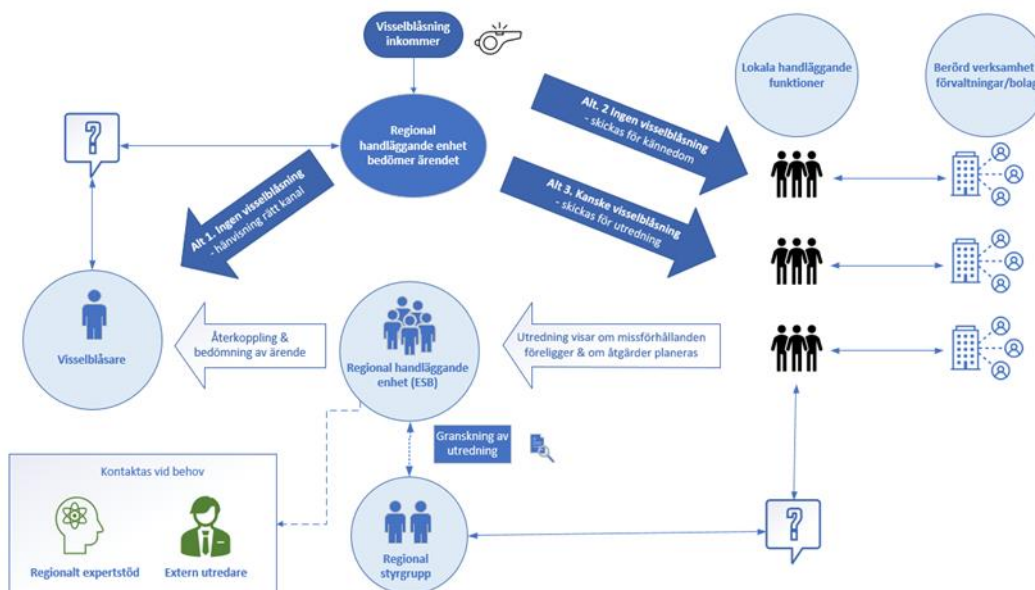 Visselblåsning
inkommer
Regional
handläggande enhet
bedömer ärendet
?
Alt 1. Ingen visselblåsning
- hänvisning rätt kanal
Alt. 2 Ingen visselblåsning
- skickas för kännedom
Alt 3. Kanske visselblåsning
- skickas för utredning
Lokala handläggande
funktioner
Berörd verksamhet i
förvaltningar/bolag
Visselblåsare
Återkoppling &
bedömning av ärende
Regional handläggande
enhet (ESB)
Utredning visar om missförhållanden
föreligger & om åtgärder planeras
Granskning av
utredning
Kontaktas vid behov
Regionalt expertstöd
Extern utredare
Regional
styrgrupp
?